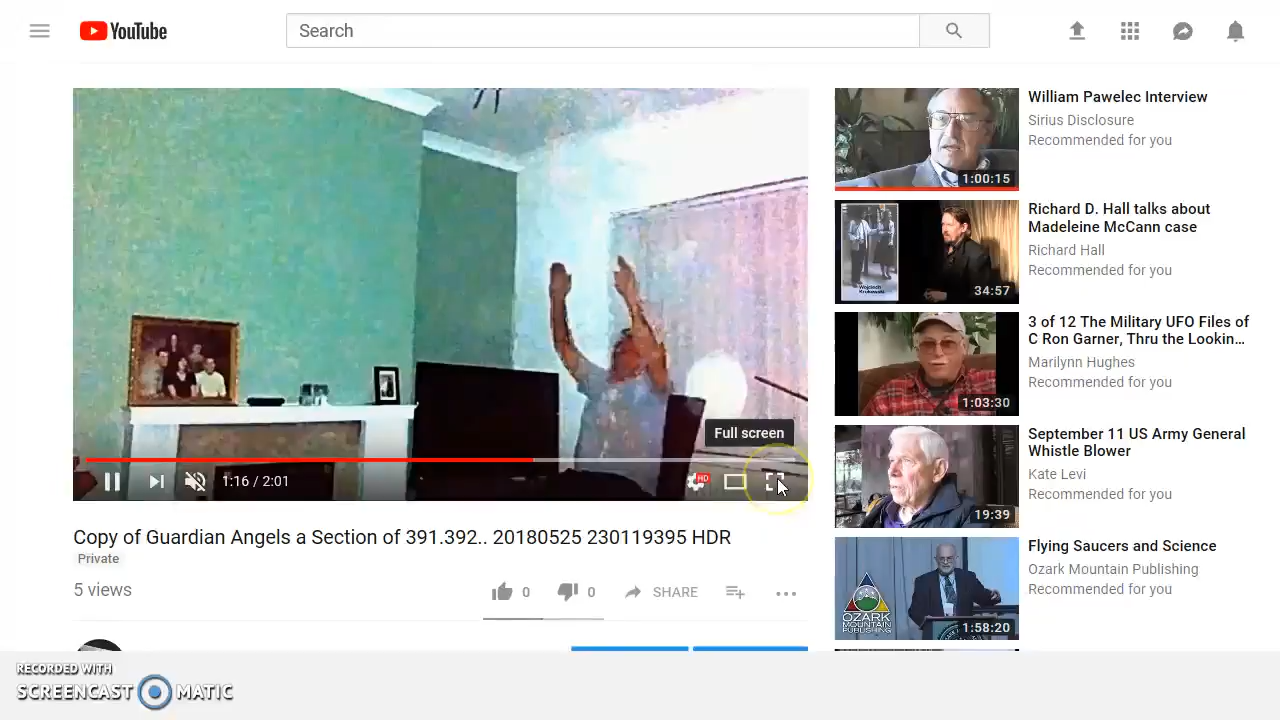 YouTube
Search
Full screen
HD
1:16 / 2:01
Copy of Guardian Angels a Section of 391.392.. 20180525 230119395 HDR
Private
5 views
0
0
SHARE
William Pawelec Interview
Sirius Disclosure
Recommended for you
1:00:15
Richard D. Hall talks about
Madeleine McCann case
Richard Hall
Recommended for you
Wojciech
Krokowski
34:57
3 of 12 The Military UFO Files of
C Ron Garner, Thru the Lookin...
Marilynn Hughes
Recommended for you
1:03:30
September 11 US Army General
Whistle Blower
Kate Levi
Recommended for you
19:39
Flying Saucers and Science
Ozark Mountain Publishing
Recommended for you
OZARK
MOUNTAIN
PUBLISHING
1:58:20
RECORDED WITH
SCREENCAST MATIC